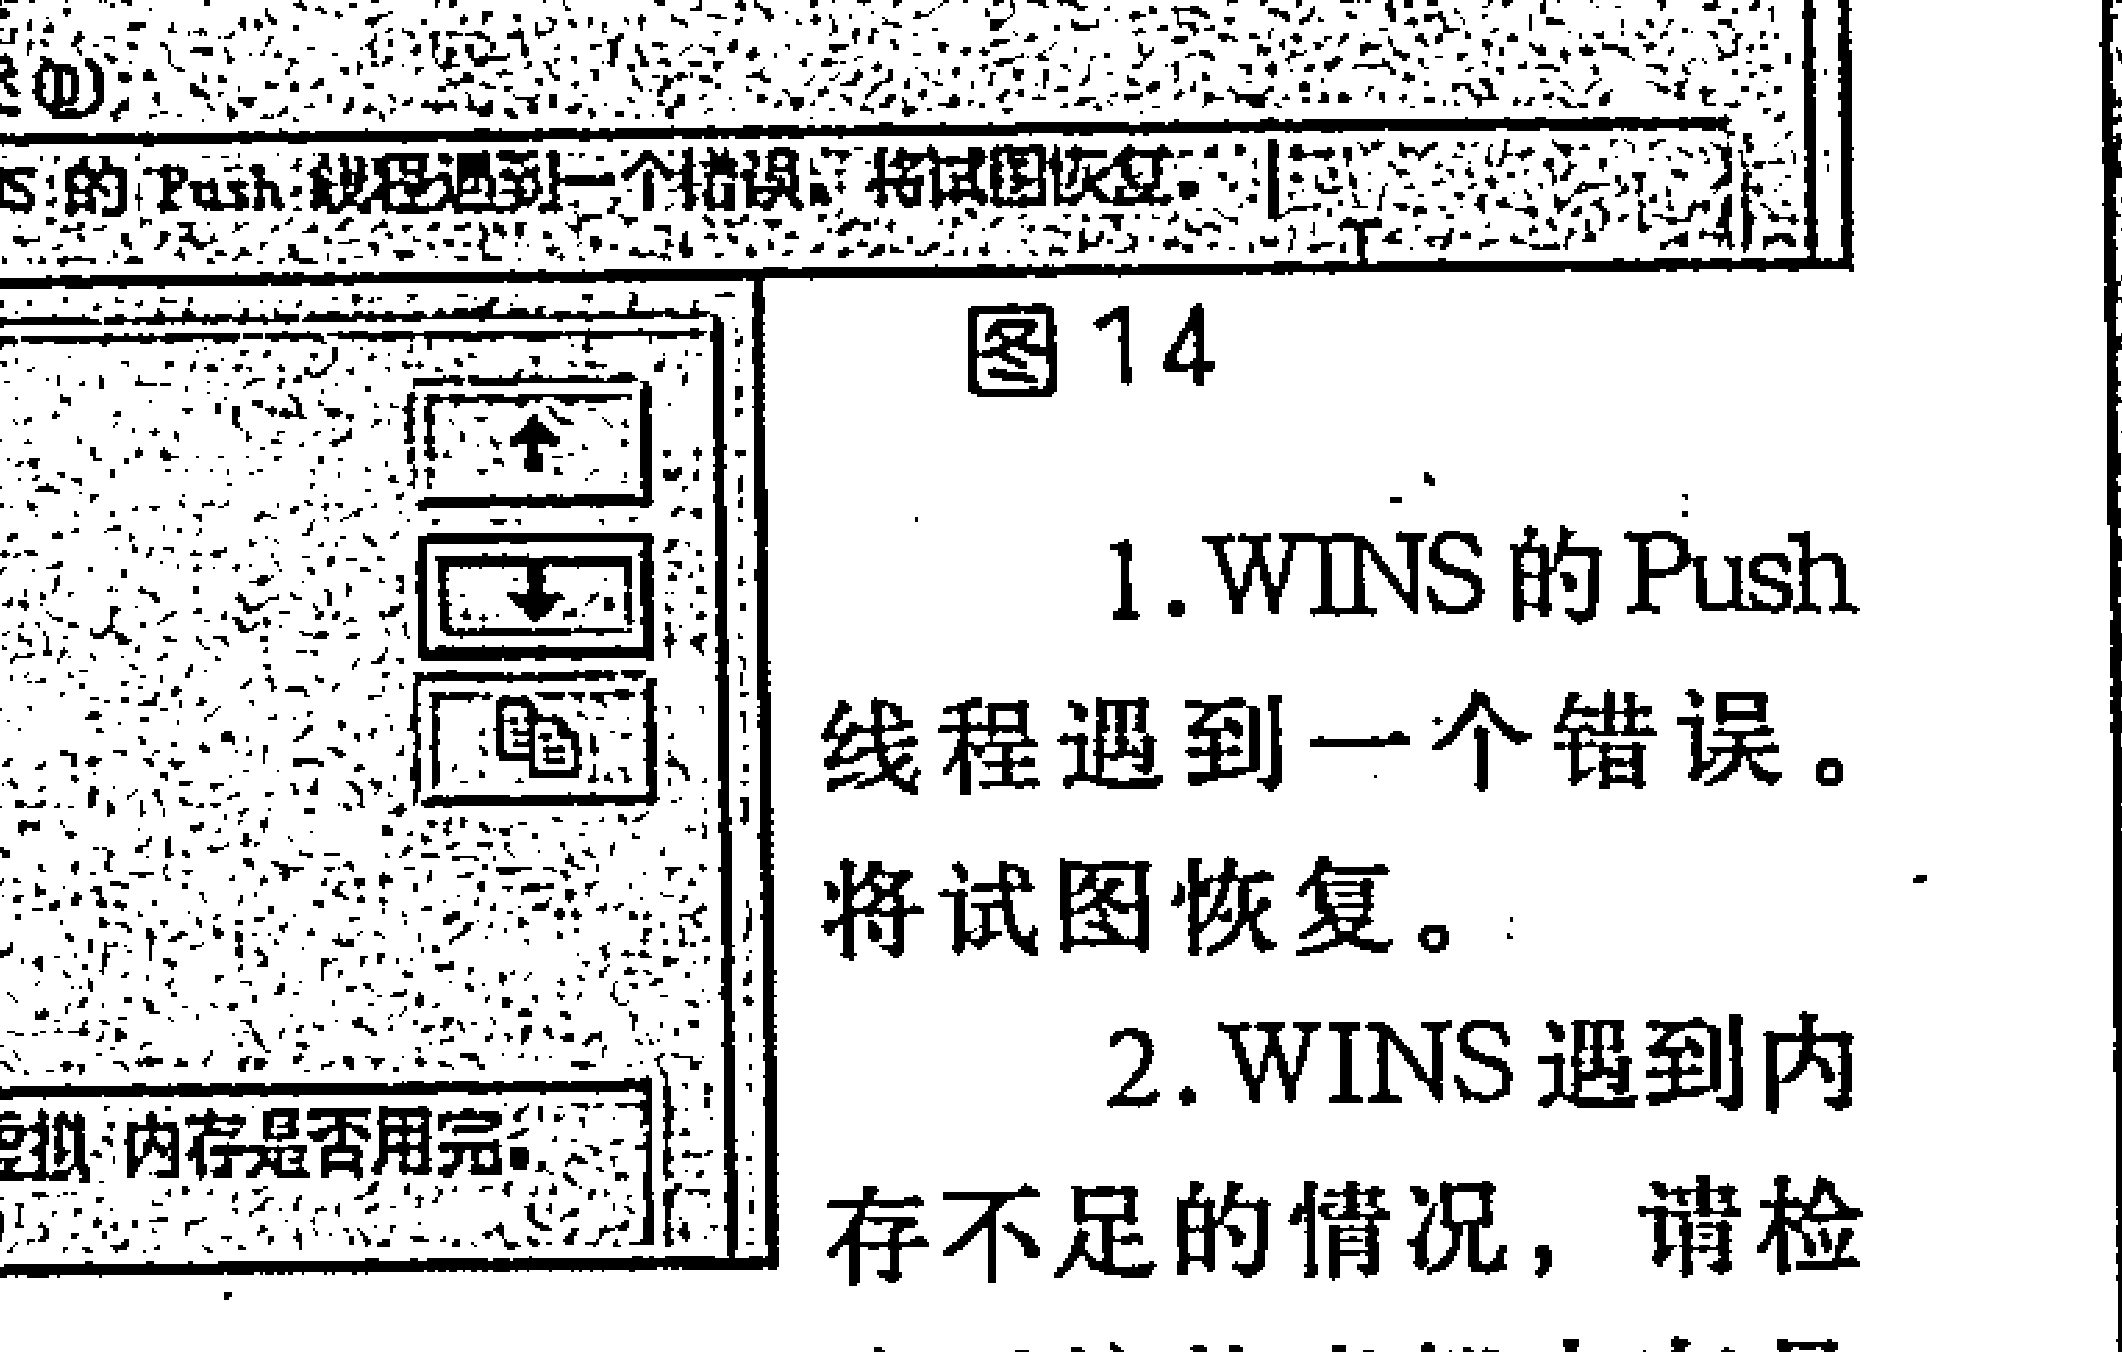 (D)
S 的 Push 线程遇到一个错误。将试图恢复。
图 14
1.WINS 的 Push
线程遇到一个错误。
将试图恢复。
2.WINS 遇到内
存不足的情况，请检
拟 内存是否用完。